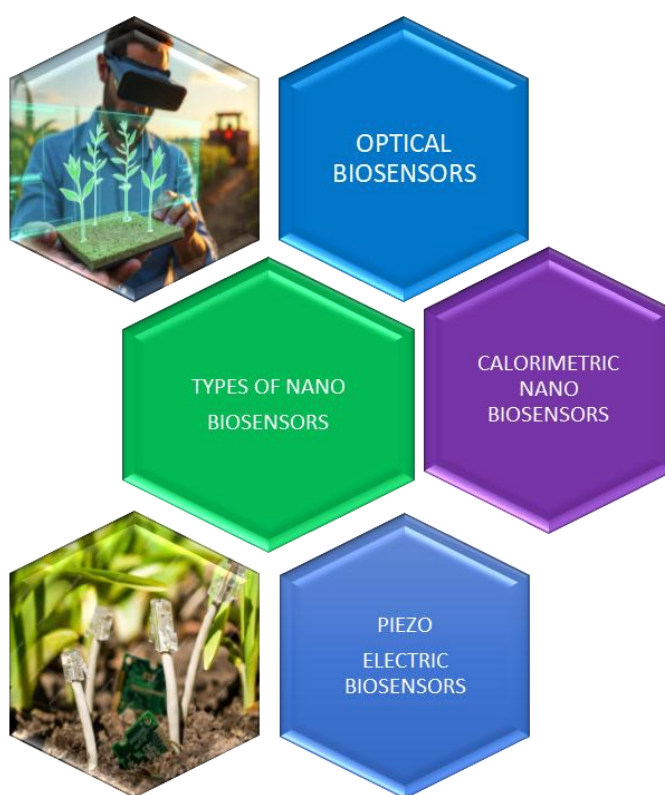 OPTICAL
BIOSENSORS
TYPES OF NANO
BIOSENSORS
CALORIMETRIC
NANO
BIOSENSORS
PIEZO
ELECTRIC
BIOSENSORS